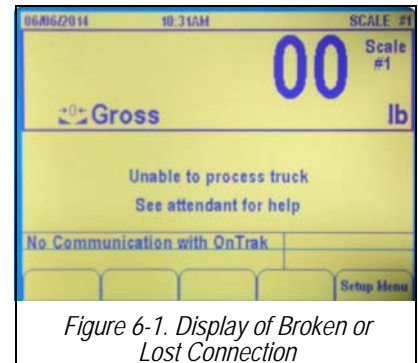 06/06/2014 10:31AM SCALE #1
00 Scale
#1
→0← Gross lb
Unable to process truck
See attendant for help
No Communication with OnTrak
Setup Menu
Figure 6-1. Display of Broken or
Lost Connection